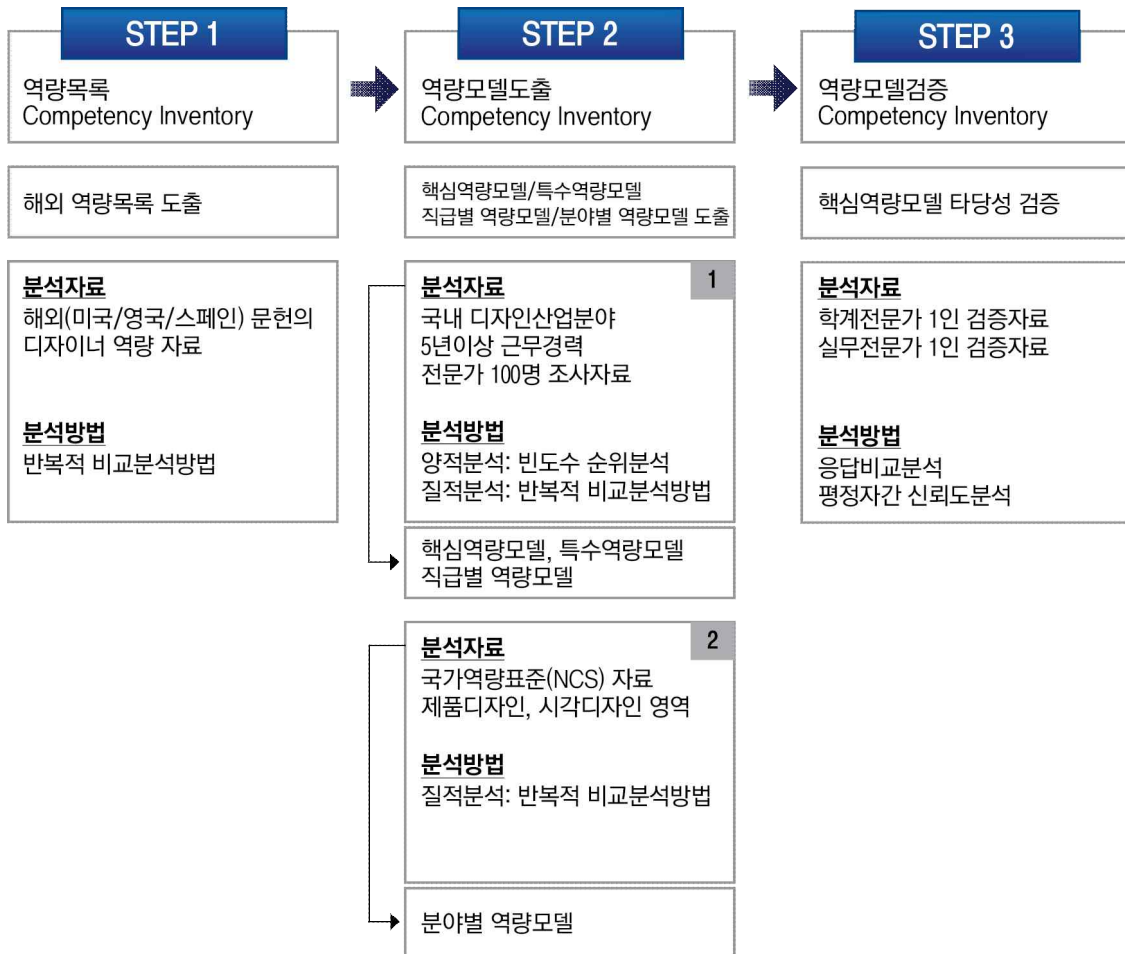 STEP 1
역량목록
Competency Inventory
해외 역량목록 도출
분석자료
해외(미국/영국/스페인) 문헌의
디자이너 역량 자료
분석방법
반복적 비교분석방법
STEP 2
역량모델도출
Competency Inventory
핵심역량모델/특수역량모델
직급별 역량모델/분야별 역량모델 도출
1
분석자료
국내 디자인산업분야
5년이상 근무경력
전문가 100명 조사자료
분석방법
양적분석: 빈도수 순위분석
질적분석: 반복적 비교분석방법
핵심역량모델, 특수역량모델
직급별 역량모델
2
분석자료
국가역량표준(NCS) 자료
제품디자인, 시각디자인 영역
분석방법
질적분석: 반복적 비교분석방법
분야별 역량모델
STEP 3
역량모델검증
Competency Inventory
핵심역량모델 타당성 검증
분석자료
학계전문가 1인 검증자료
실무전문가 1인 검증자료
분석방법
응답비교분석
평정자간 신뢰도분석